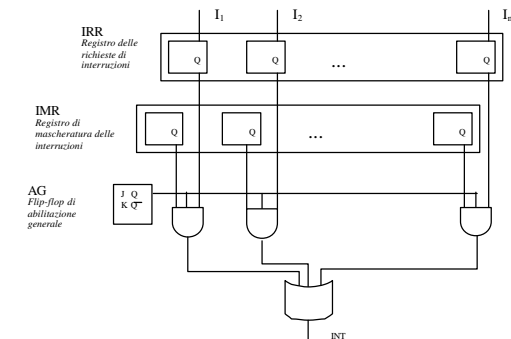 I1 I2 In
IRR
Registro delle
richieste di
interruzioni
Q Q ... Q
IMR
Registro di
mascheratura delle
interruzioni
Q Q ... Q
AG
Flip-flop di
abilitazione
generale
J Q
K Q̅
INT